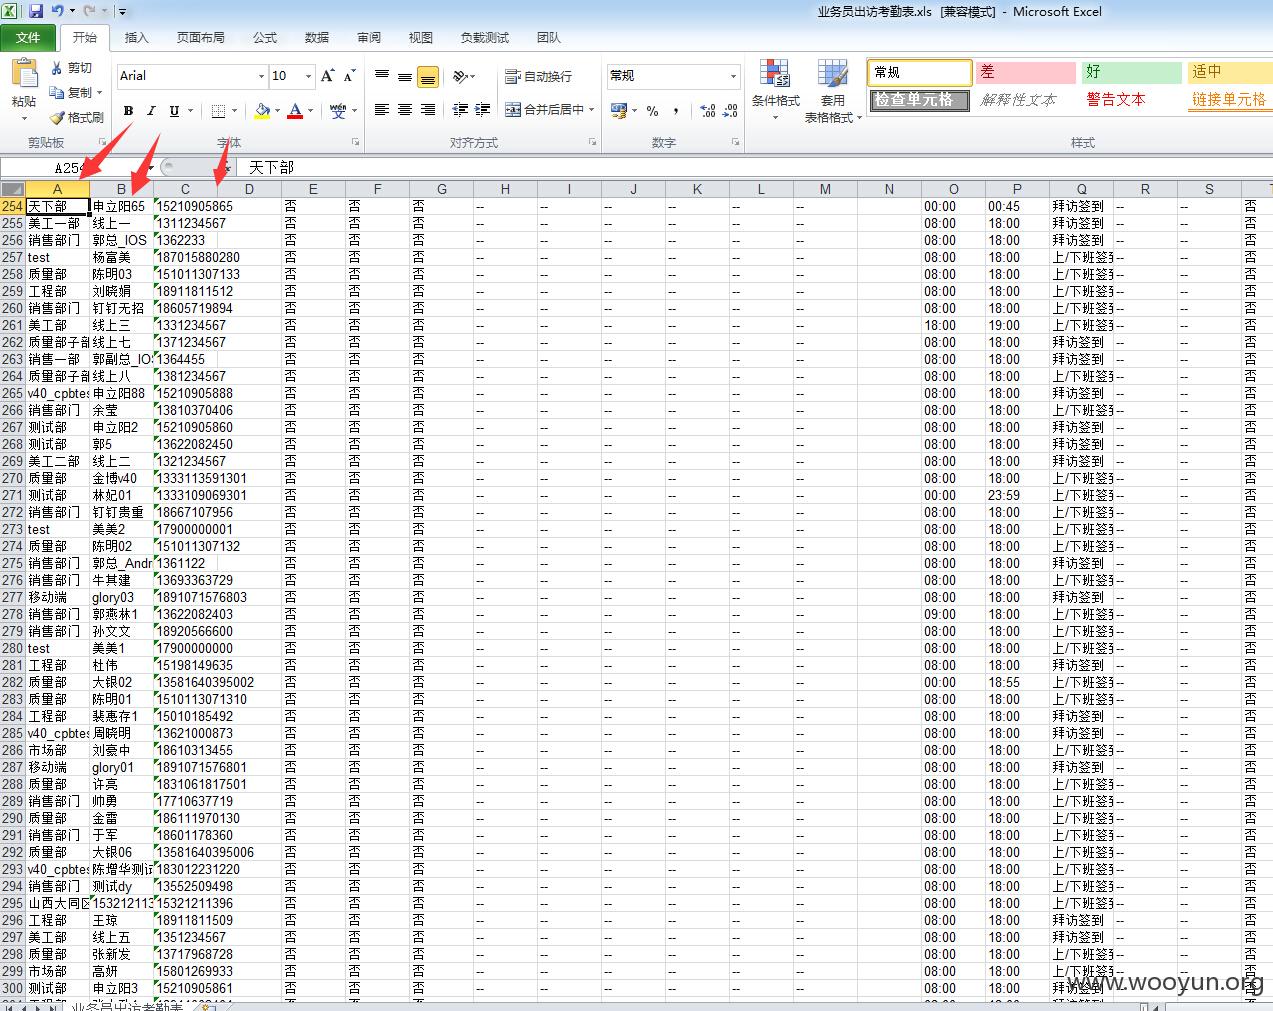 业务员出访考勤表.xls [兼容模式] - Microsoft Excel
文件 开始 插入 页面布局 公式 数据 审阅 视图 负载测试 团队
剪切 Arial 10 自动换行 常规 常规 差 好 适中
粘贴 复制 B I U 合并后居中 % , 条件格式 套用 表格格式 检查单元格 解释性文本 警告文本 链接单元格
格式刷
剪贴板 字体 对齐方式 数字 样式
A254 天下部
A B C D E F G H I J K L M N O P Q R S
254 天下部 申立阳65 15210905865 否 否 否 -- -- -- -- -- -- 00:00 00:45 拜访签到 -- -- 否
255 美工一部 线上一 1311234567 否 否 否 -- -- -- -- -- -- 08:00 18:00 拜访签到 -- -- 否
256 销售部门 郭总_IOS 1362233 否 否 否 -- -- -- -- -- -- 08:00 18:00 拜访签到 -- -- 否
257 test 杨富美 187015880280 否 否 否 -- -- -- -- -- -- 08:00 18:00 上/下班签到 -- -- 否
258 质量部 陈明03 151011307133 否 否 否 -- -- -- -- -- -- 08:00 18:00 上/下班签到 -- -- 否
259 工程部 刘晓娟 18911811512 否 否 否 -- -- -- -- -- -- 08:00 18:00 上/下班签到 -- -- 否
260 销售部门 钉钉无招 18605719894 否 否 否 -- -- -- -- -- -- 08:00 18:00 上/下班签到 -- -- 否
261 美工部 线上三 1331234567 否 否 否 -- -- -- -- -- -- 18:00 19:00 上/下班签到 -- -- 否
262 质量部子部 线上七 1371234567 否 否 否 -- -- -- -- -- -- 08:00 18:00 拜访签到 -- -- 否
263 销售一部 郭副总_IOS 1364455 否 否 否 -- -- -- -- -- -- 08:00 18:00 拜访签到 -- -- 否
264 质量部子部 线上八 1381234567 否 否 否 -- -- -- -- -- -- 08:00 18:00 上/下班签到 -- -- 否
265 v40_cpbtes 申立阳88 15210905888 否 否 否 -- -- -- -- -- -- 08:00 18:00 拜访签到 -- -- 否
266 销售部门 余莹 13810370406 否 否 否 -- -- -- -- -- -- 08:00 18:00 上/下班签到 -- -- 否
267 测试部 申立阳2 15210905860 否 否 否 -- -- -- -- -- -- 08:00 18:00 拜访签到 -- -- 否
268 测试部 郭5 13622082450 否 否 否 -- -- -- -- -- -- 08:00 18:00 拜访签到 -- -- 否
269 美工二部 线上二 1321234567 否 否 否 -- -- -- -- -- -- 08:00 18:00 拜访签到 -- -- 否
270 质量部 金博v40 1333113591301 否 否 否 -- -- -- -- -- -- 08:00 18:00 上/下班签到 -- -- 否
271 测试部 林妃01 1333109069301 否 否 否 -- -- -- -- -- -- 00:00 23:59 上/下班签到 -- -- 否
272 销售部门 钉钉贵重 18667107956 否 否 否 -- -- -- -- -- -- 08:00 18:00 上/下班签到 -- -- 否
273 test 美美2 17900000001 否 否 否 -- -- -- -- -- -- 08:00 18:00 上/下班签到 -- -- 否
274 质量部 陈明02 151011307132 否 否 否 -- -- -- -- -- -- 08:00 18:00 上/下班签到 -- -- 否
275 销售部门 郭总_Andr 1361122 否 否 否 -- -- -- -- -- -- 08:00 18:00 拜访签到 -- -- 否
276 销售部门 牛其建 13693363729 否 否 否 -- -- -- -- -- -- 08:00 18:00 上/下班签到 -- -- 否
277 移动端 glory03 1891071576803 否 否 否 -- -- -- -- -- -- 08:00 18:00 拜访签到 -- -- 否
278 销售部门 郭燕林1 13622082403 否 否 否 -- -- -- -- -- -- 09:00 18:00 上/下班签到 -- -- 否
279 销售部门 孙文文 18920566600 否 否 否 -- -- -- -- -- -- 08:00 18:00 上/下班签到 -- -- 否
280 test 美美1 17900000000 否 否 否 -- -- -- -- -- -- 08:00 18:00 上/下班签到 -- -- 否
281 工程部 杜伟 15198149635 否 否 否 -- -- -- -- -- -- 08:00 18:00 拜访签到 -- -- 否
282 质量部 大银02 13581640395002 否 否 否 -- -- -- -- -- -- 00:00 18:55 上/下班签到 -- -- 否
283 质量部 陈明01 1510113071310 否 否 否 -- -- -- -- -- -- 08:00 18:00 上/下班签到 -- -- 否
284 工程部 裴惠存1 15010185492 否 否 否 -- -- -- -- -- -- 08:00 18:00 拜访签到 -- -- 否
285 v40_cpbtes 周晓明 13621000873 否 否 否 -- -- -- -- -- -- 08:00 18:00 拜访签到 -- -- 否
286 市场部 刘豪中 18610313455 否 否 否 -- -- -- -- -- -- 08:00 18:00 上/下班签到 -- -- 否
287 移动端 glory01 1891071576801 否 否 否 -- -- -- -- -- -- 08:00 18:00 拜访签到 -- -- 否
288 质量部 许亮 1831061817501 否 否 否 -- -- -- -- -- -- 08:00 18:00 上/下班签到 -- -- 否
289 销售部门 帅勇 17710637719 否 否 否 -- -- -- -- -- -- 08:00 18:00 上/下班签到 -- -- 否
290 质量部 金雷 186111970130 否 否 否 -- -- -- -- -- -- 08:00 18:00 上/下班签到 -- -- 否
291 销售部门 于军 18601178360 否 否 否 -- -- -- -- -- -- 08:00 18:00 上/下班签到 -- -- 否
292 质量部 大银06 13581640395006 否 否 否 -- -- -- -- -- -- 08:00 18:00 上/下班签到 -- -- 否
293 v40_cpbtes 陈增华测试 183012231220 否 否 否 -- -- -- -- -- -- 08:00 18:00 上/下班签到 -- -- 否
294 销售部门 测试dy 13552509498 否 否 否 -- -- -- -- -- -- 08:00 18:00 上/下班签到 -- -- 否
295 山西大同区 153212113 15321211396 否 否 否 -- -- -- -- -- -- 08:00 18:00 上/下班签到 -- -- 否
296 工程部 王琼 18911811509 否 否 否 -- -- -- -- -- -- 08:00 18:00 拜访签到 -- -- 否
297 美工部 线上五 1351234567 否 否 否 -- -- -- -- -- -- 08:00 18:00 拜访签到 -- -- 否
298 质量部 张新发 13717968728 否 否 否 -- -- -- -- -- -- 08:00 18:00 上/下班签到 -- -- 否
299 市场部 高妍 15801269933 否 否 否 -- -- -- -- -- -- 08:00 18:00 上/下班签到 -- -- 否
300 测试部 申立阳3 15210905861 否 否 否 -- -- -- -- -- -- 08:00 18:00 拜访签到 -- -- 否
www.wooyun.org
业务员出访考勤表